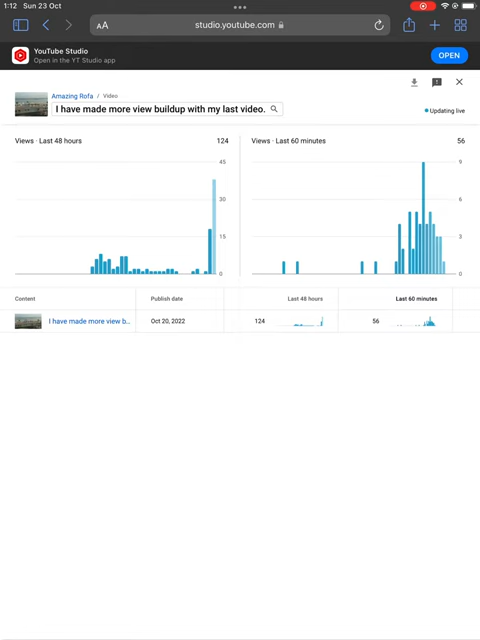 1:12 Sun 23 Oct
AA studio.youtube.com
YouTube Studio
Open in the YT Studio app
OPEN
Amazing Rofa / Video
I have made more view buildup with my last video.
Updating live
Views · Last 48 hours 124
Views · Last 60 minutes 56
45
30
15
0
9
6
3
0
Content Publish date Last 48 hours Last 60 minutes
I have made more view b... Oct 20, 2022 124 56